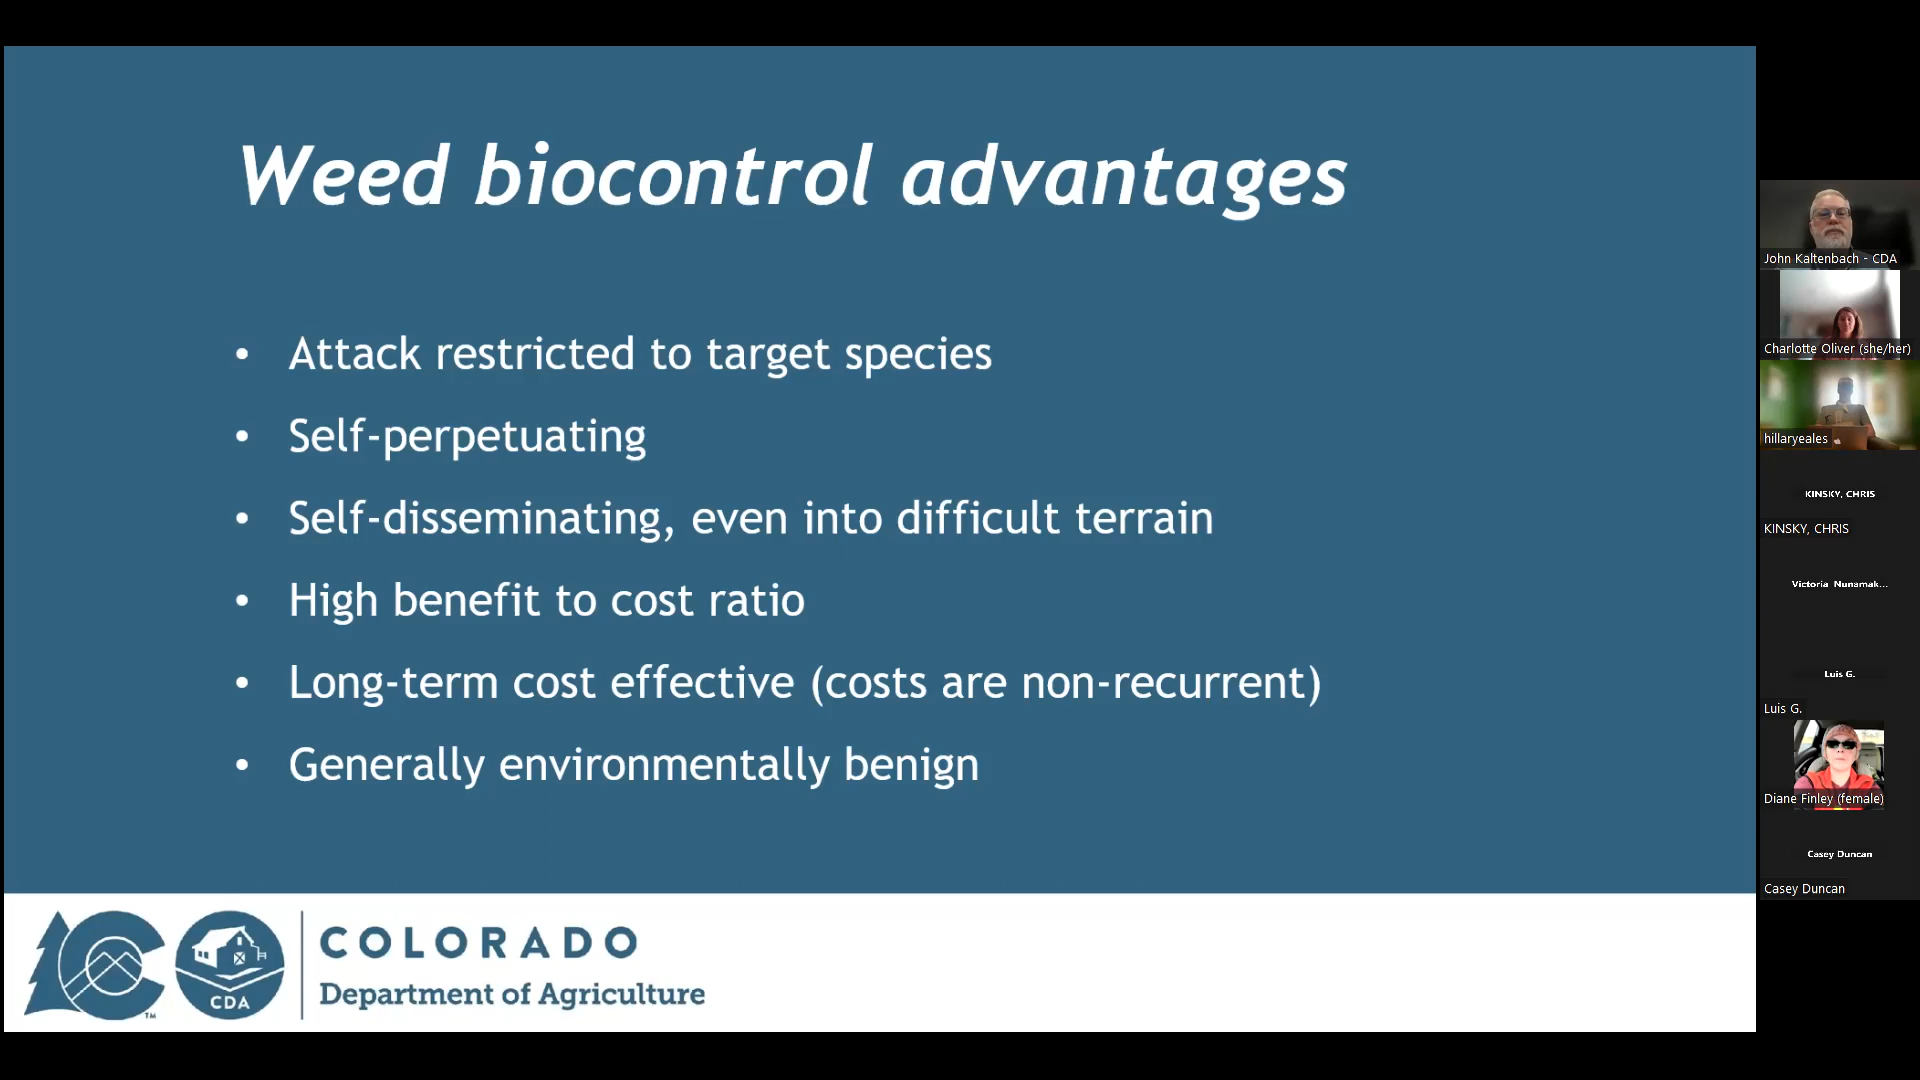 Weed biocontrol advantages
• Attack restricted to target species
• Self-perpetuating
• Self-disseminating, even into difficult terrain
• High benefit to cost ratio
• Long-term cost effective (costs are non-recurrent)
• Generally environmentally benign
CDA
TM
COLORADO
Department of Agriculture
John Kaltenbach - CDA
Charlotte Oliver (she/her)
hillaryeales
KINSKY, CHRIS
KINSKY, CHRIS
Victoria Nunamak...
Luis G.
Luis G.
Diane Finley (female)
Casey Duncan
Casey Duncan